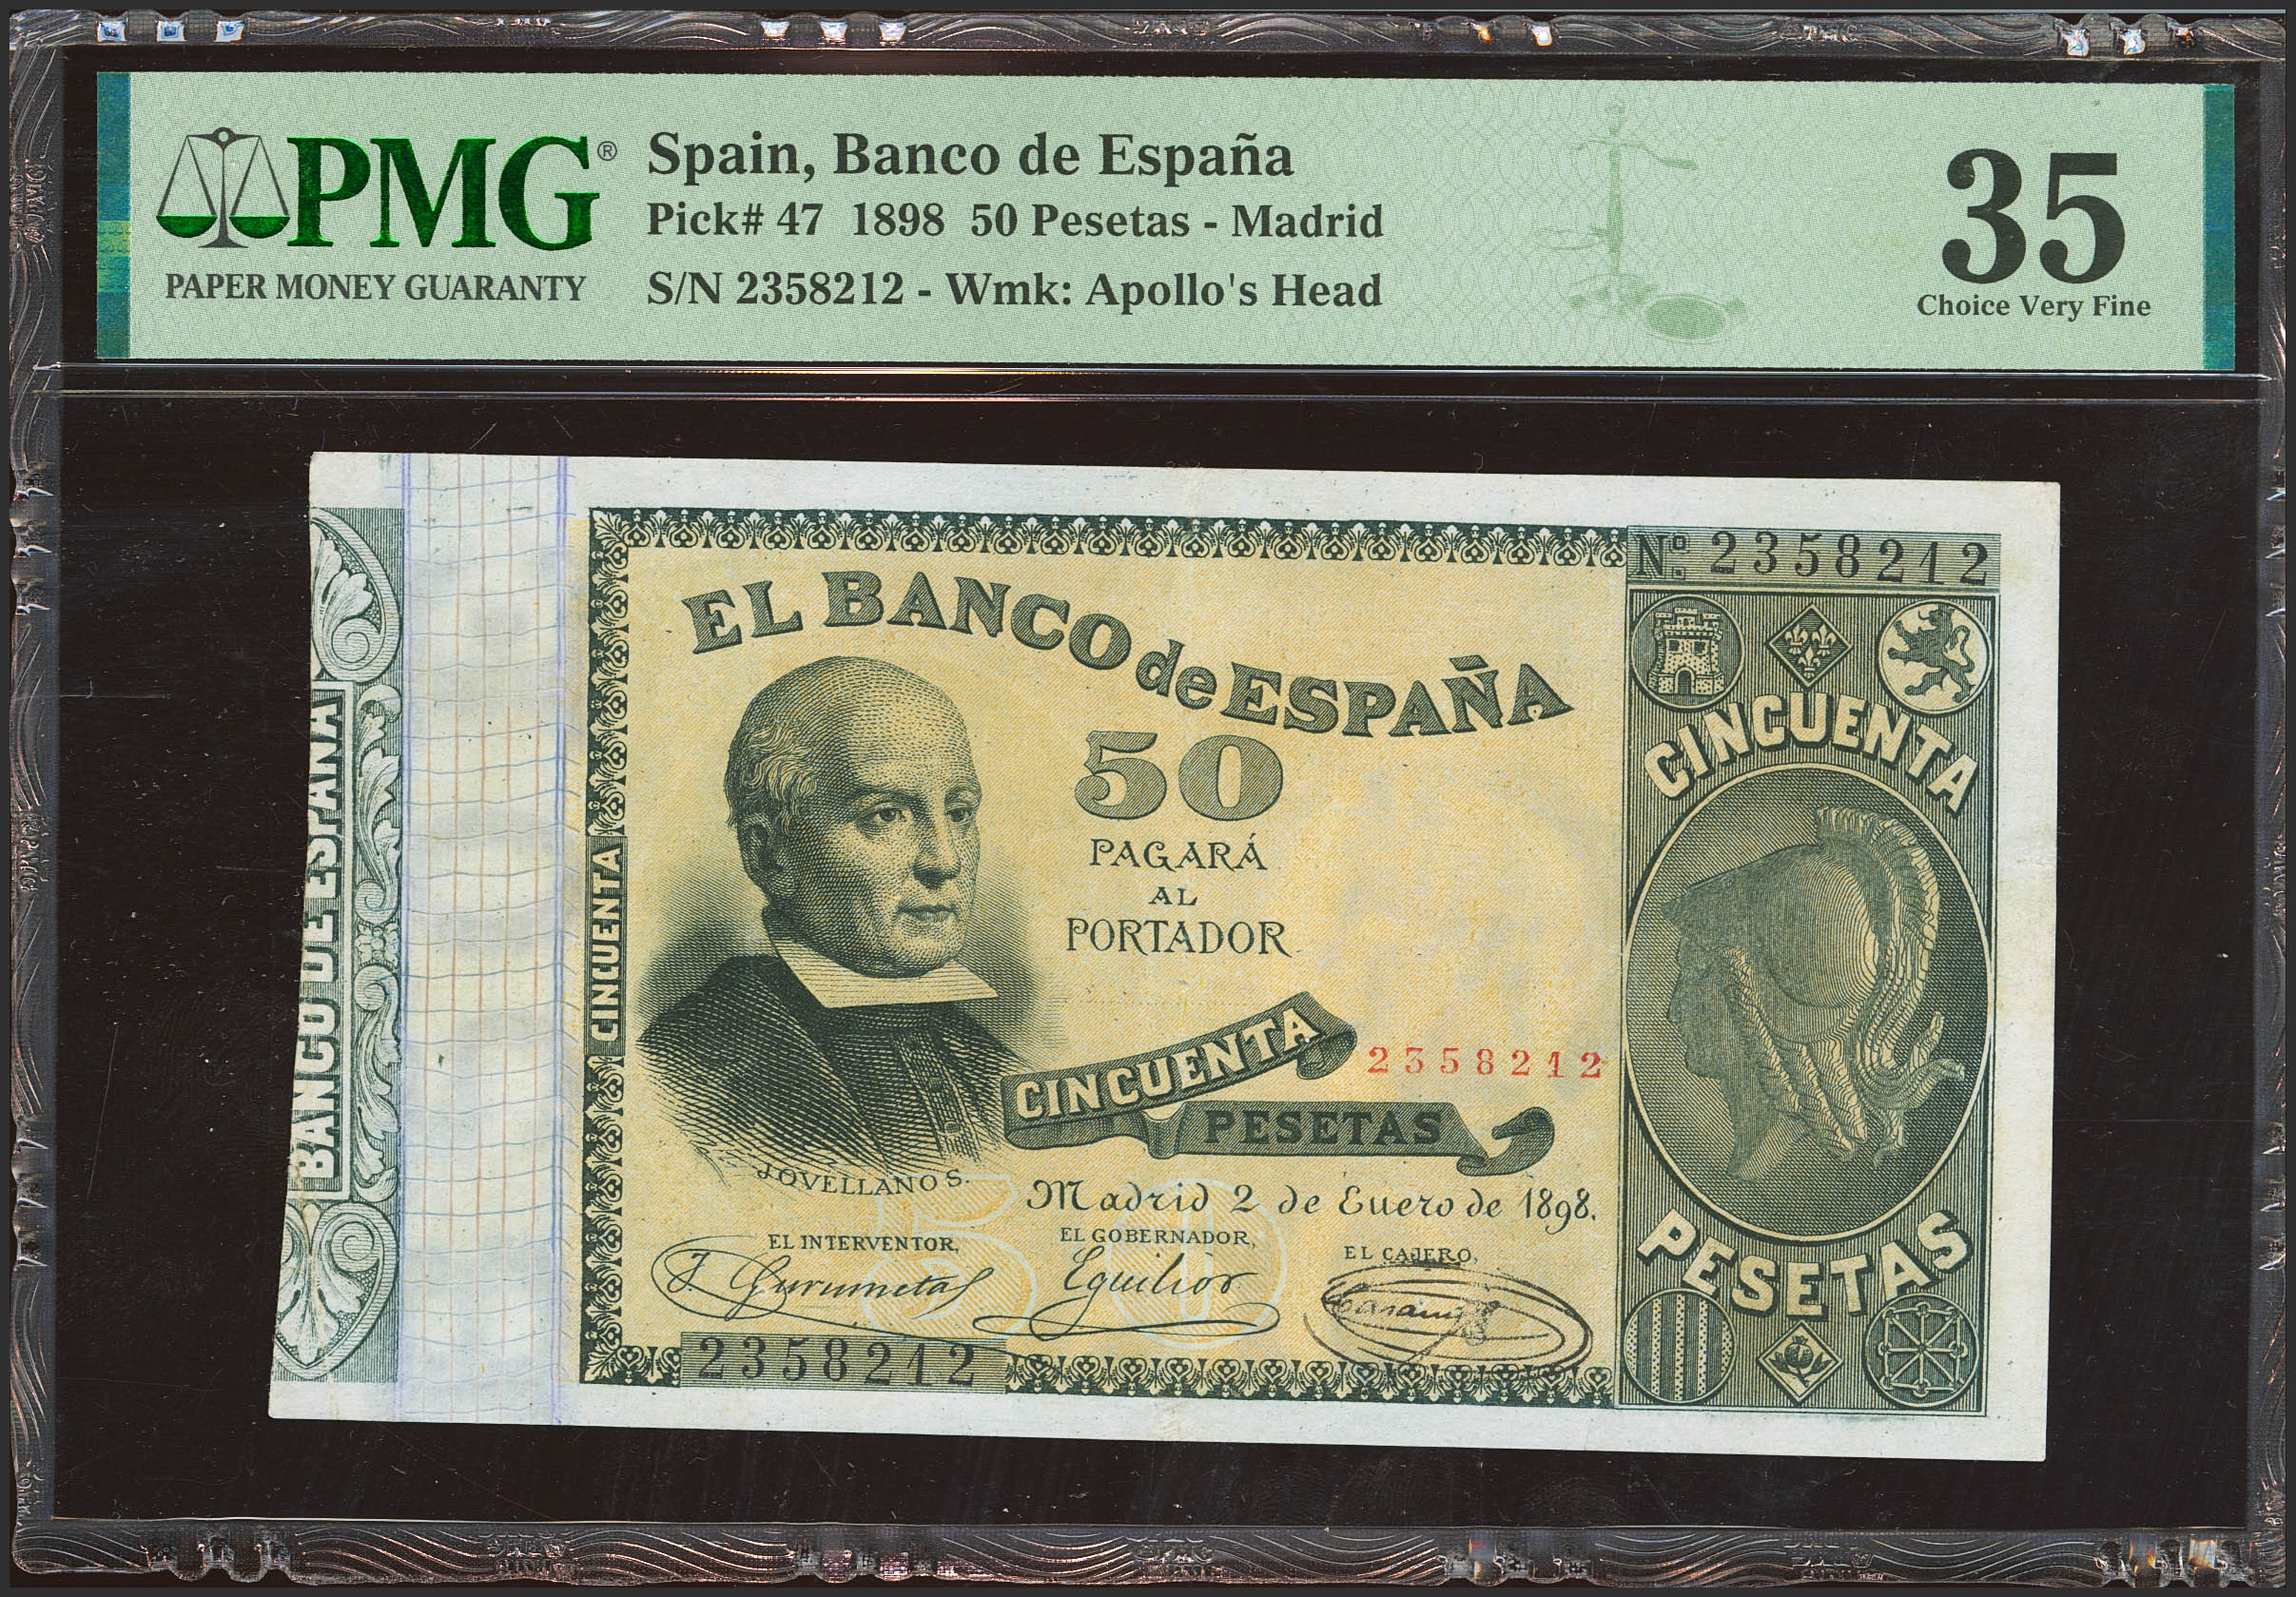 PMG®
PAPER MONEY GUARANTY
Spain, Banco de España
Pick# 47 1898 50 Pesetas - Madrid
S/N 2358212 - Wmk: Apollo's Head
35
Choice Very Fine
BANCO DE ESPAÑA
CINCUENTA
EL BANCO de ESPAÑA
50
PAGARÁ
AL
PORTADOR
CINCUENTA
PESETAS
2358212
JOVELLANOS.
Madrid 2 de Enero de 1898.
50
EL INTERVENTOR,
EL GOBERNADOR,
EL CAJERO,
Equilior
2358212
Nº. 2358212
CINCUENTA
PESETAS